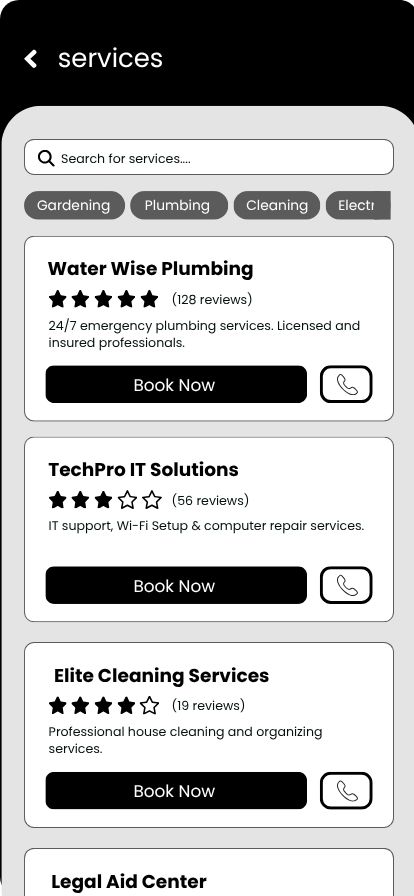 services
Search for services....
Gardening Plumbing Cleaning Electr
Water Wise Plumbing
(128 reviews)
24/7 emergency plumbing services. Licensed and
insured professionals.
Book Now
TechPro IT Solutions
(56 reviews)
IT support, Wi-Fi Setup & computer repair services.
Book Now
Elite Cleaning Services
(19 reviews)
Professional house cleaning and organizing
services.
Book Now
Legal Aid Center